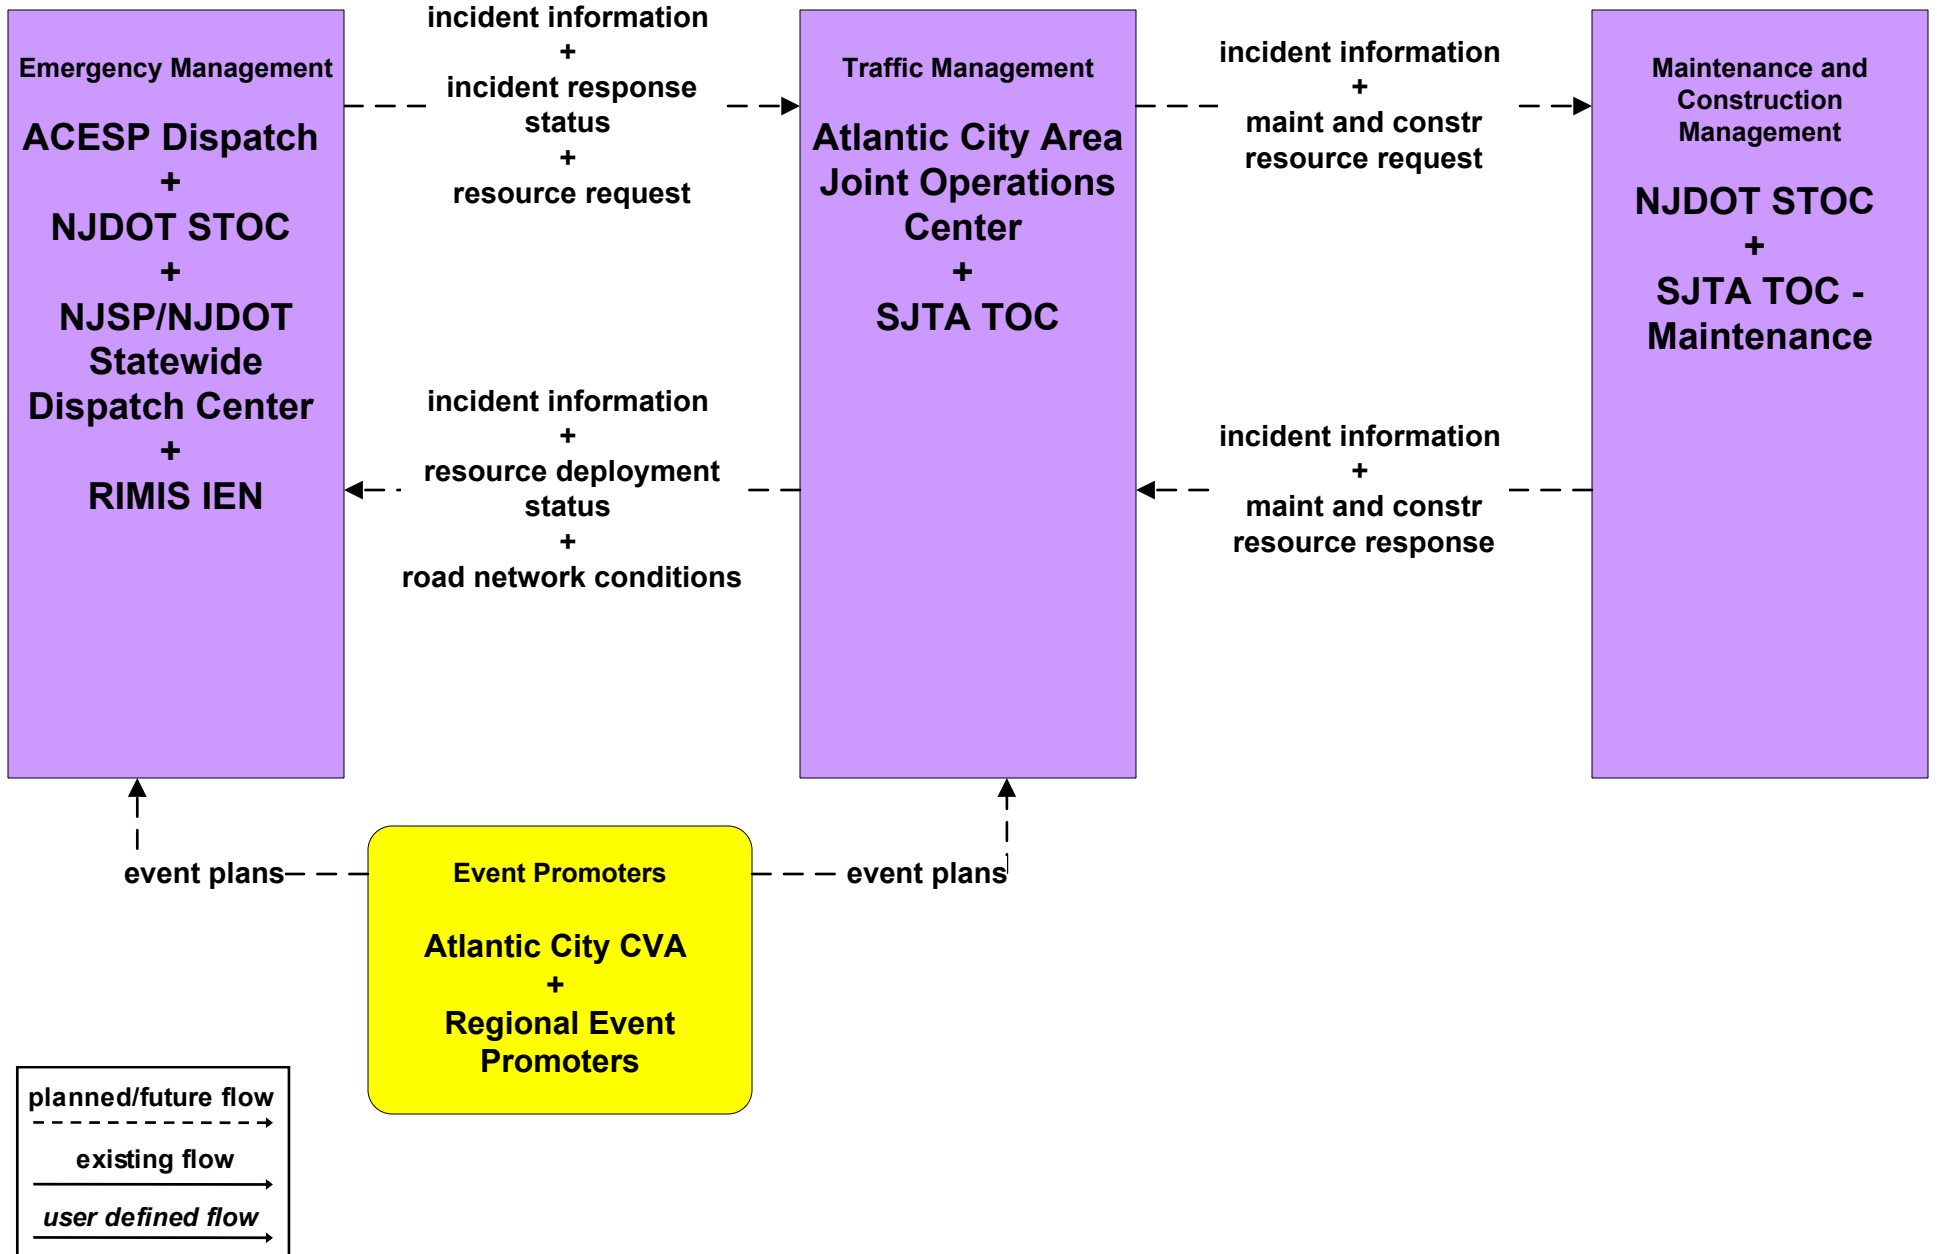 Emergency Management
ACESP Dispatch
+
NJDOT STOC
+
NJSP/NJDOT
Statewide
Dispatch Center
+
RIMIS IEN
incident information
+
incident response
status
+
resource request
incident information
+
resource deployment
status
+
road network conditions
Traffic Management
Atlantic City Area
Joint Operations
Center
+
SJTA TOC
incident information
+
maint and constr
resource request
incident information
+
maint and constr
resource response
Maintenance and
Construction
Management
NJDOT STOC
+
SJTA TOC -
Maintenance
event plans
Event Promoters
Atlantic City CVA
+
Regional Event
Promoters
event plans
planned/future flow
existing flow
user defined flow